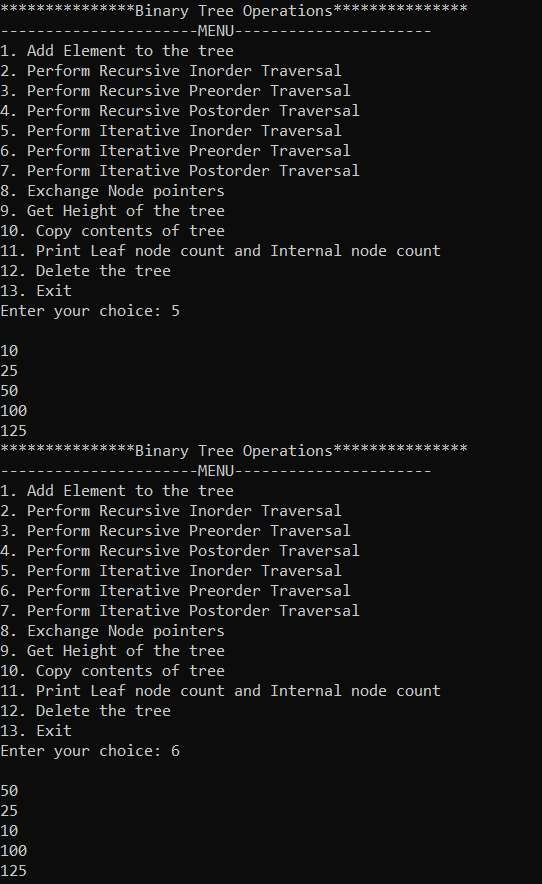 ***************Binary Tree Operations***************
----------------------MENU----------------------
1. Add Element to the tree
2. Perform Recursive Inorder Traversal
3. Perform Recursive Preorder Traversal
4. Perform Recursive Postorder Traversal
5. Perform Iterative Inorder Traversal
6. Perform Iterative Preorder Traversal
7. Perform Iterative Postorder Traversal
8. Exchange Node pointers
9. Get Height of the tree
10. Copy contents of tree
11. Print Leaf node count and Internal node count
12. Delete the tree
13. Exit
Enter your choice: 5
10
25
50
100
125
***************Binary Tree Operations***************
----------------------MENU----------------------
1. Add Element to the tree
2. Perform Recursive Inorder Traversal
3. Perform Recursive Preorder Traversal
4. Perform Recursive Postorder Traversal
5. Perform Iterative Inorder Traversal
6. Perform Iterative Preorder Traversal
7. Perform Iterative Postorder Traversal
8. Exchange Node pointers
9. Get Height of the tree
10. Copy contents of tree
11. Print Leaf node count and Internal node count
12. Delete the tree
13. Exit
Enter your choice: 6
50
25
10
100
125